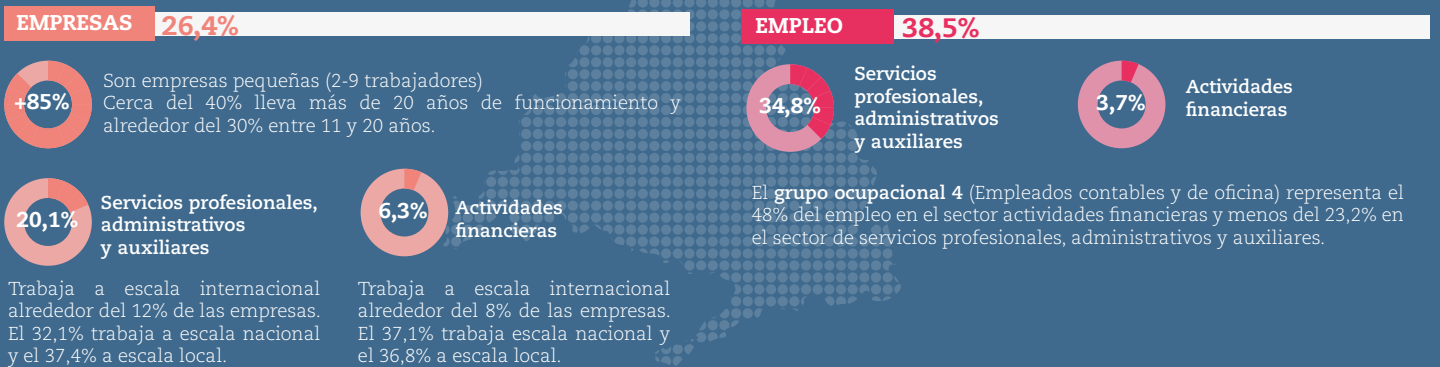 EMPRESAS 26,4%
+85%
Son empresas pequeñas (2-9 trabajadores)
Cerca del 40% lleva más de 20 años de funcionamiento y
alrededor del 30% entre 11 y 20 años.
20,1%
Servicios profesionales,
administrativos
y auxiliares
6,3%
Actividades
financieras
Trabaja a escala internacional
alrededor del 12% de las empresas.
El 32,1% trabaja a escala nacional
y el 37,4% a escala local.
Trabaja a escala internacional
alrededor del 8% de las empresas.
El 37,1% trabaja escala nacional y
el 36,8% a escala local.
EMPLEO 38,5%
34,8%
Servicios
profesionales,
administrativos
y auxiliares
3,7%
Actividades
financieras
El grupo ocupacional 4 (Empleados contables y de oficina) representa el
48% del empleo en el sector actividades financieras y menos del 23,2% en
el sector de servicios profesionales, administrativos y auxiliares.